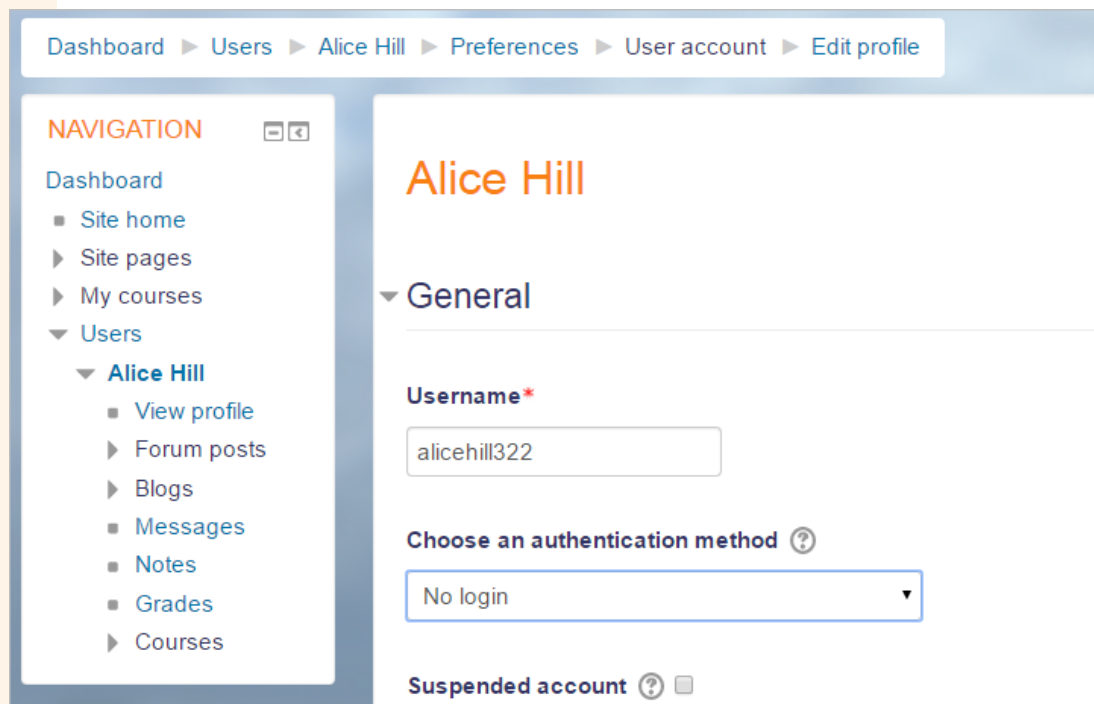 Dashboard ▶ Users ▶ Alice Hill ▶ Preferences ▶ User account ▶ Edit profile
NAVIGATION
Dashboard
Site home
Site pages
My courses
Users
Alice Hill
View profile
Forum posts
Blogs
Messages
Notes
Grades
Courses
Alice Hill
General
Username*
alicehill322
Choose an authentication method ?
No login
Suspended account ?